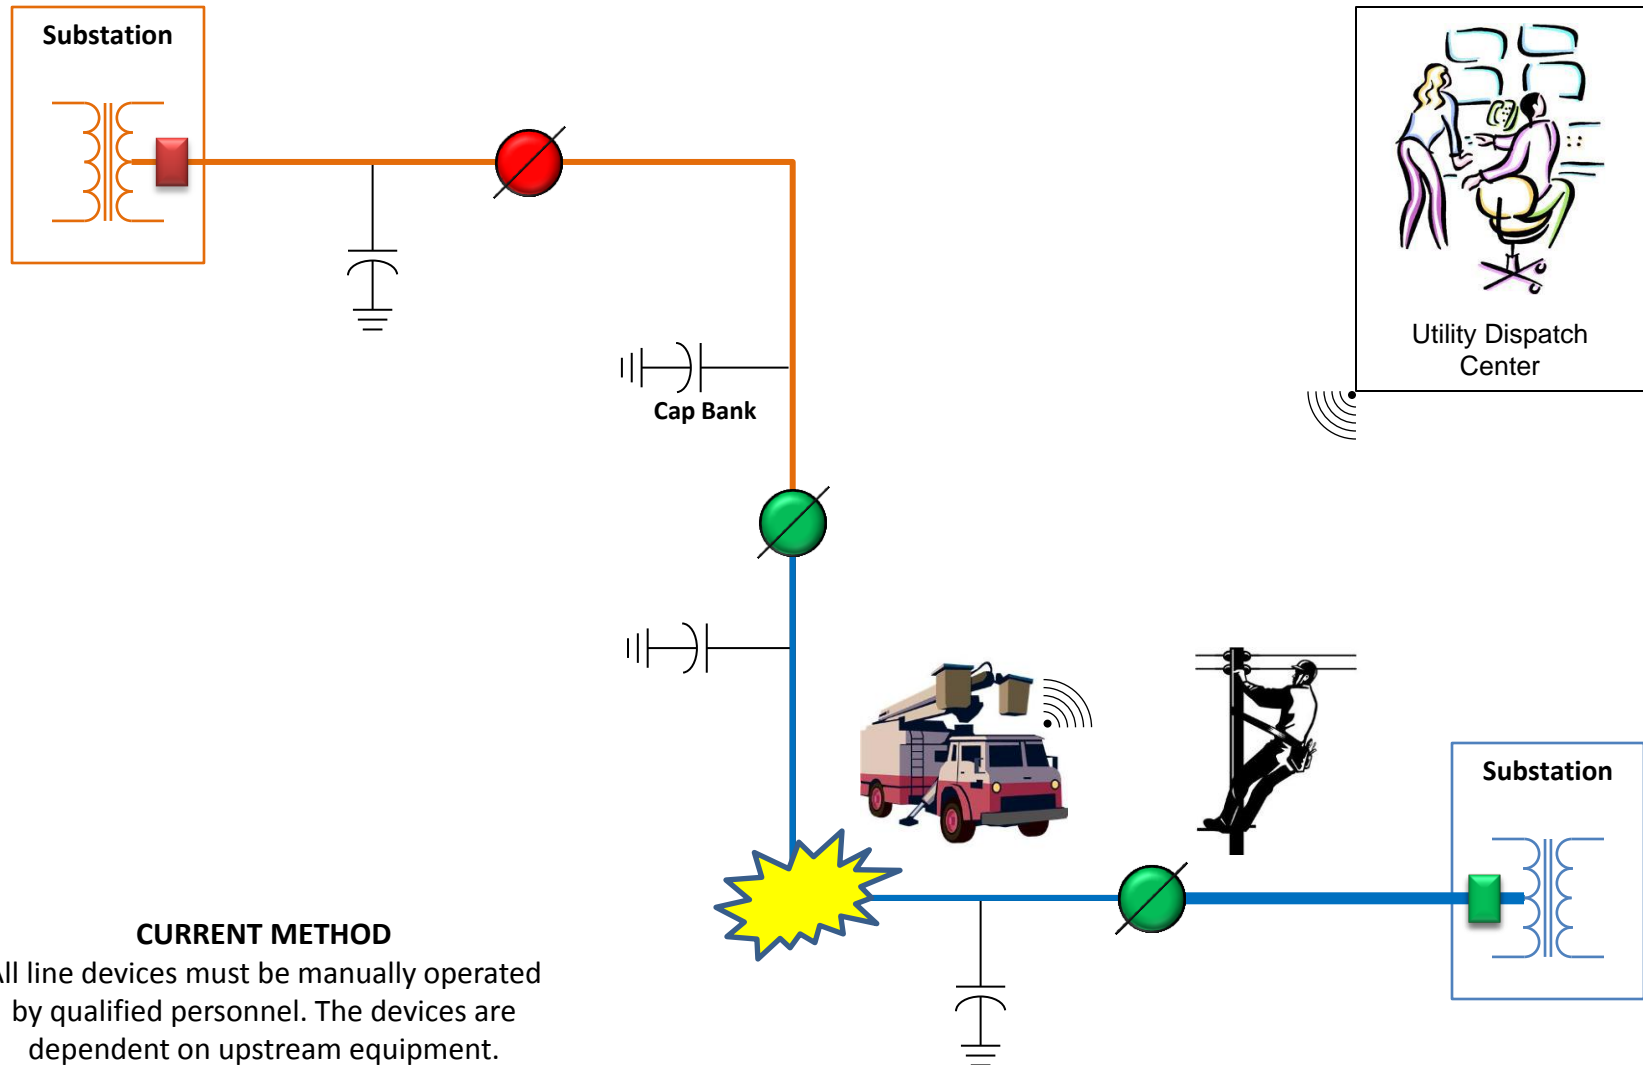 Substation
Utility Dispatch
Center
Cap Bank
Substation
CURRENT METHOD
All line devices must be manually operated
by qualified personnel. The devices are
dependent on upstream equipment.